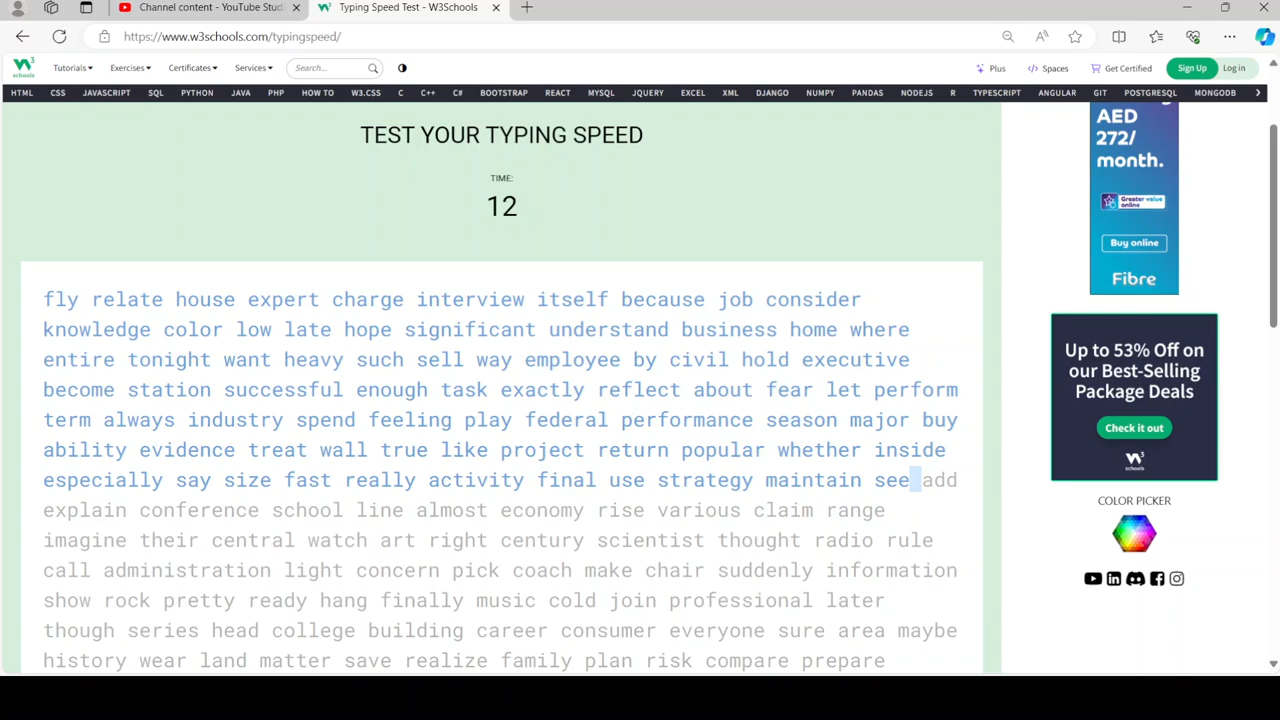 Channel content - YouTube Stud
Typing Speed Test - W3Schools
https://www.w3schools.com/typingspeed/
W3 schools
Tutorials
Exercises
Certificates
Services
Search...
Plus
Spaces
Get Certified
Sign Up
Log in
HTML CSS JAVASCRIPT SQL PYTHON JAVA PHP HOW TO W3.CSS C C++ C# BOOTSTRAP REACT MYSQL JQUERY EXCEL XML DJANGO NUMPY PANDAS NODEJS R TYPESCRIPT ANGULAR GIT POSTGRESQL MONGODB
TEST YOUR TYPING SPEED
TIME:
12
fly relate house expert charge interview itself because job consider
knowledge color low late hope significant understand business home where
entire tonight want heavy such sell way employee by civil hold executive
become station successful enough task exactly reflect about fear let perform
term always industry spend feeling play federal performance season major buy
ability evidence treat wall true like project return popular whether inside
especially say size fast really activity final use strategy maintain see add
explain conference school line almost economy rise various claim range
imagine their central watch art right century scientist thought radio rule
call administration light concern pick coach make chair suddenly information
show rock pretty ready hang finally music cold join professional later
though series head college building career consumer everyone sure area maybe
history wear land matter save realize family plan risk compare prepare
AED
272/
month.
Greater value
online
Buy online
Fibre
Up to 53% Off on
our Best-Selling
Package Deals
Check it out
W3
schools
COLOR PICKER